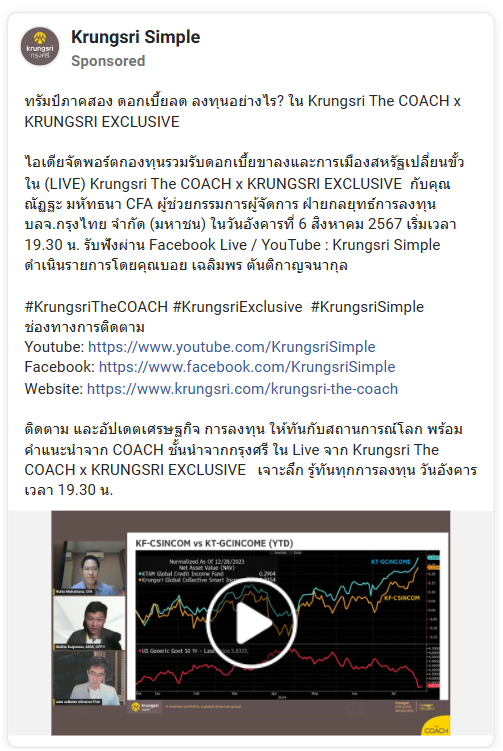 krungsri
กรุงศรี
Krungsri Simple
Sponsored
ทรัมป์ภาคสอง ดอกเบี้ยลด ลงทุนอย่างไร? ใน Krungsri The COACH x
KRUNGSRI EXCLUSIVE
ไอเดียจัดพอร์ตกองทุนรวมรับดอกเบี้ยขาลงและการเมืองสหรัฐเปลี่ยนขั้ว
ใน (LIVE) Krungsri The COACH x KRUNGSRI EXCLUSIVE กับคุณ
ณัฏฐะ มหัทธนา CFA ผู้ช่วยกรรมการผู้จัดการ ฝ่ายกลยุทธ์การลงทุน
บลจ.กรุงไทย จำกัด (มหาชน) ในวันอังคารที่ 6 สิงหาคม 2567 เริ่มเวลา
19.30 น. รับฟังผ่าน Facebook Live / YouTube : Krungsri Simple
ดำเนินรายการโดยคุณบอย เฉลิมพร ตันติกาญจนากุล
#KrungsriTheCOACH #KrungsriExclusive #KrungsriSimple
ช่องทางการติดตาม
Youtube: https://www.youtube.com/KrungsriSimple
Facebook: https://www.facebook.com/KrungsriSimple
Website: https://www.krungsri.com/krungsri-the-coach
ติดตาม และอัปเดตเศรษฐกิจ การลงทุน ให้ทันกับสถานการณ์โลก พร้อม
คำแนะนำจาก COACH ชั้นนำจากกรุงศรี ใน Live จาก Krungsri The
COACH x KRUNGSRI EXCLUSIVE เจาะลึก รู้ทันทุกการลงทุน วันอังคาร
เวลา 19.30 น.
KF-CSINCOM vs KT-GCINCOME (YTD)
Normalized As Of 12/28/2023
Net Asset Value (NAV)
KTAM Global Credit Income Fund 0.2904
Krungsri Global Collective Smart
KT-GCINCOME
KF-CSINCOM
US Generic Govt 10 Yr - 3.8335
2024
krungsri
A member of MUFG, a global financial group
COACH